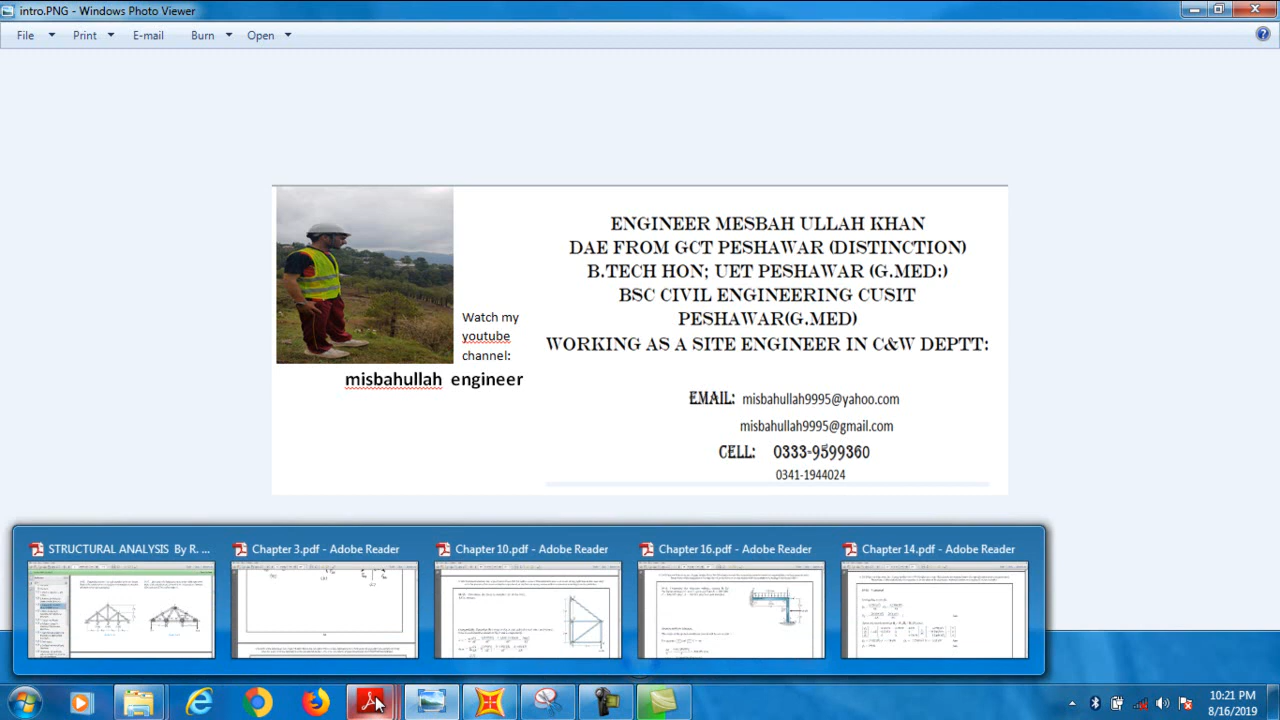 intro.PNG - Windows Photo Viewer
File Print E-mail Burn Open
ENGINEER MESBAH ULLAH KHAN
DAE FROM GCT PESHAWAR (DISTINCTION)
B.TECH HON; UET PESHAWAR (G.MED:)
BSC CIVIL ENGINEERING CUSIT
PESHAWAR(G.MED)
WORKING AS A SITE ENGINEER IN C&W DEPTT:
Watch my
youtube
channel:
misbahullah engineer
EMAIL: misbahullah9995@yahoo.com
misbahullah9995@gmail.com
CELL: 0333-9599360
0341-1944024
STRUCTURAL ANALYSIS By R. ...
Chapter 3.pdf - Adobe Reader
Chapter 10.pdf - Adobe Reader
Chapter 16.pdf - Adobe Reader
Chapter 14.pdf - Adobe Reader
10:21 PM
8/16/2019